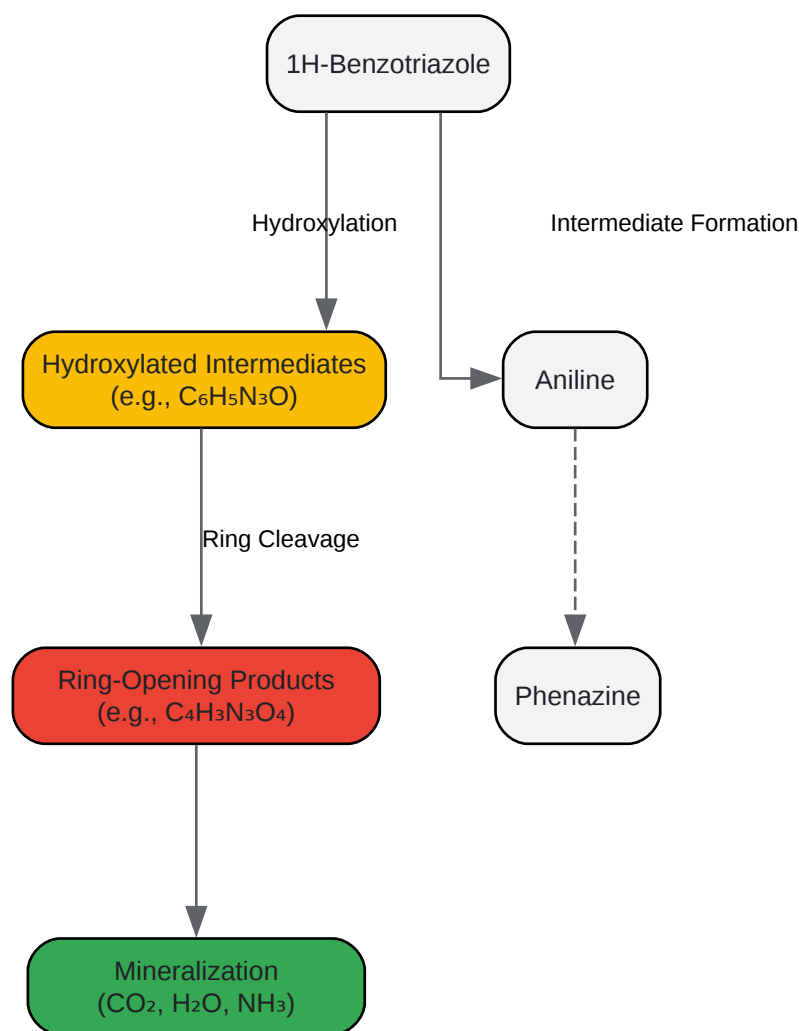 1H-Benzotriazole
Hydroxylation
Intermediate Formation
Hydroxylated Intermediates
(e.g., C₆H₅N₃O)
Aniline
Ring Cleavage
Ring-Opening Products
(e.g., C₄H₃N₃O₄)
Phenazine
Mineralization
(CO₂, H₂O, NH₃)